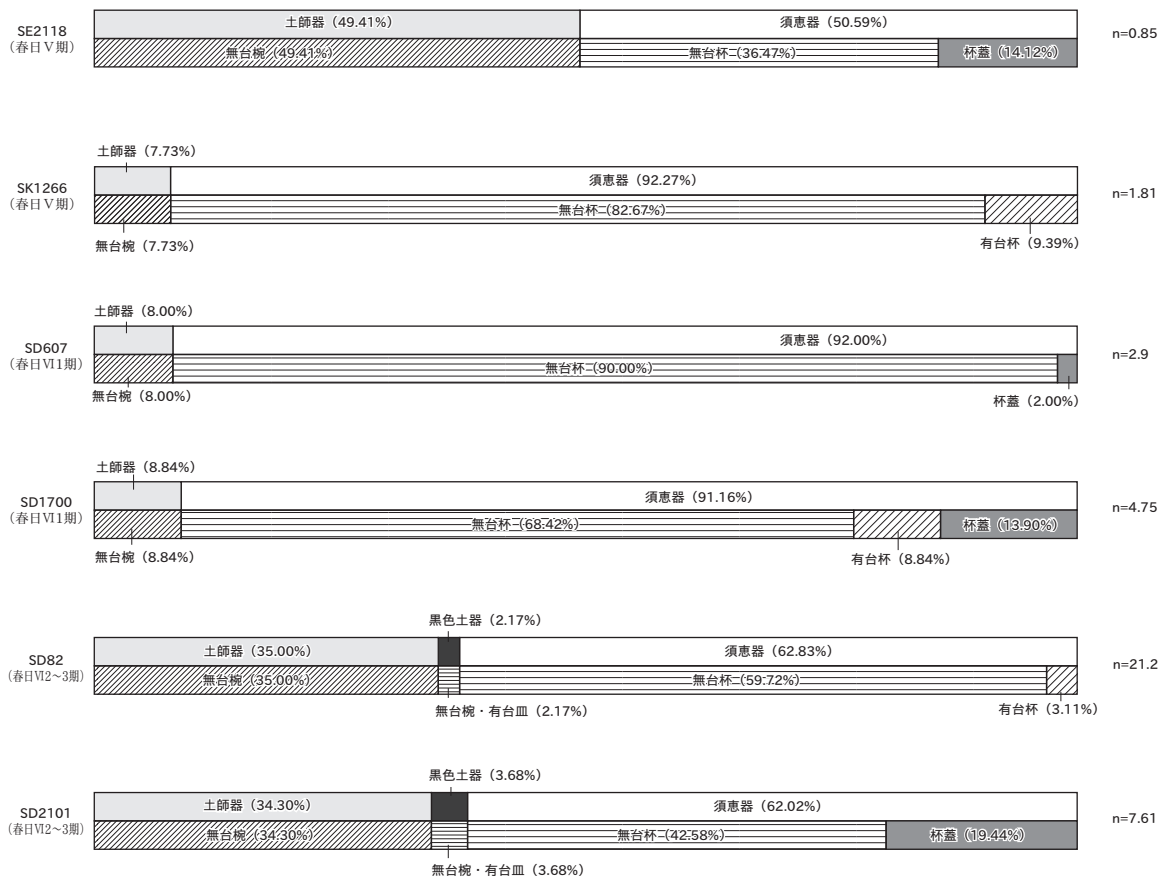 土師器（49.41%）
須恵器（50.59%）
SE2118
（春日Ⅴ期）
n=0.85
無台椀（49.41%）
無台杯（36.47%）
杯蓋（14.12%）
土師器（7.73%）
須恵器（92.27%）
SK1266
（春日Ⅴ期）
n=1.81
無台杯（82.67%）
無台椀（7.73%）
有台杯（9.39%）
土師器（8.00%）
須恵器（92.00%）
SD607
（春日Ⅵ1期）
n=2.9
無台杯（90.00%）
無台椀（8.00%）
杯蓋（2.00%）
土師器（8.84%）
須恵器（91.16%）
SD1700
（春日Ⅵ1期）
n=4.75
無台杯（68.42%）
杯蓋（13.90%）
無台椀（8.84%）
有台杯（8.84%）
黒色土器（2.17%）
土師器（35.00%）
須恵器（62.83%）
SD82
（春日Ⅵ2〜3期）
n=21.2
無台椀（35.00%）
無台杯（59.72%）
無台椀・有台皿（2.17%）
有台杯（3.11%）
黒色土器（3.68%）
土師器（34.30%）
須恵器（62.02%）
SD2101
（春日Ⅵ2〜3期）
n=7.61
無台椀（34.30%）
無台杯（42.58%）
杯蓋（19.44%）
無台椀・有台皿（3.68%）